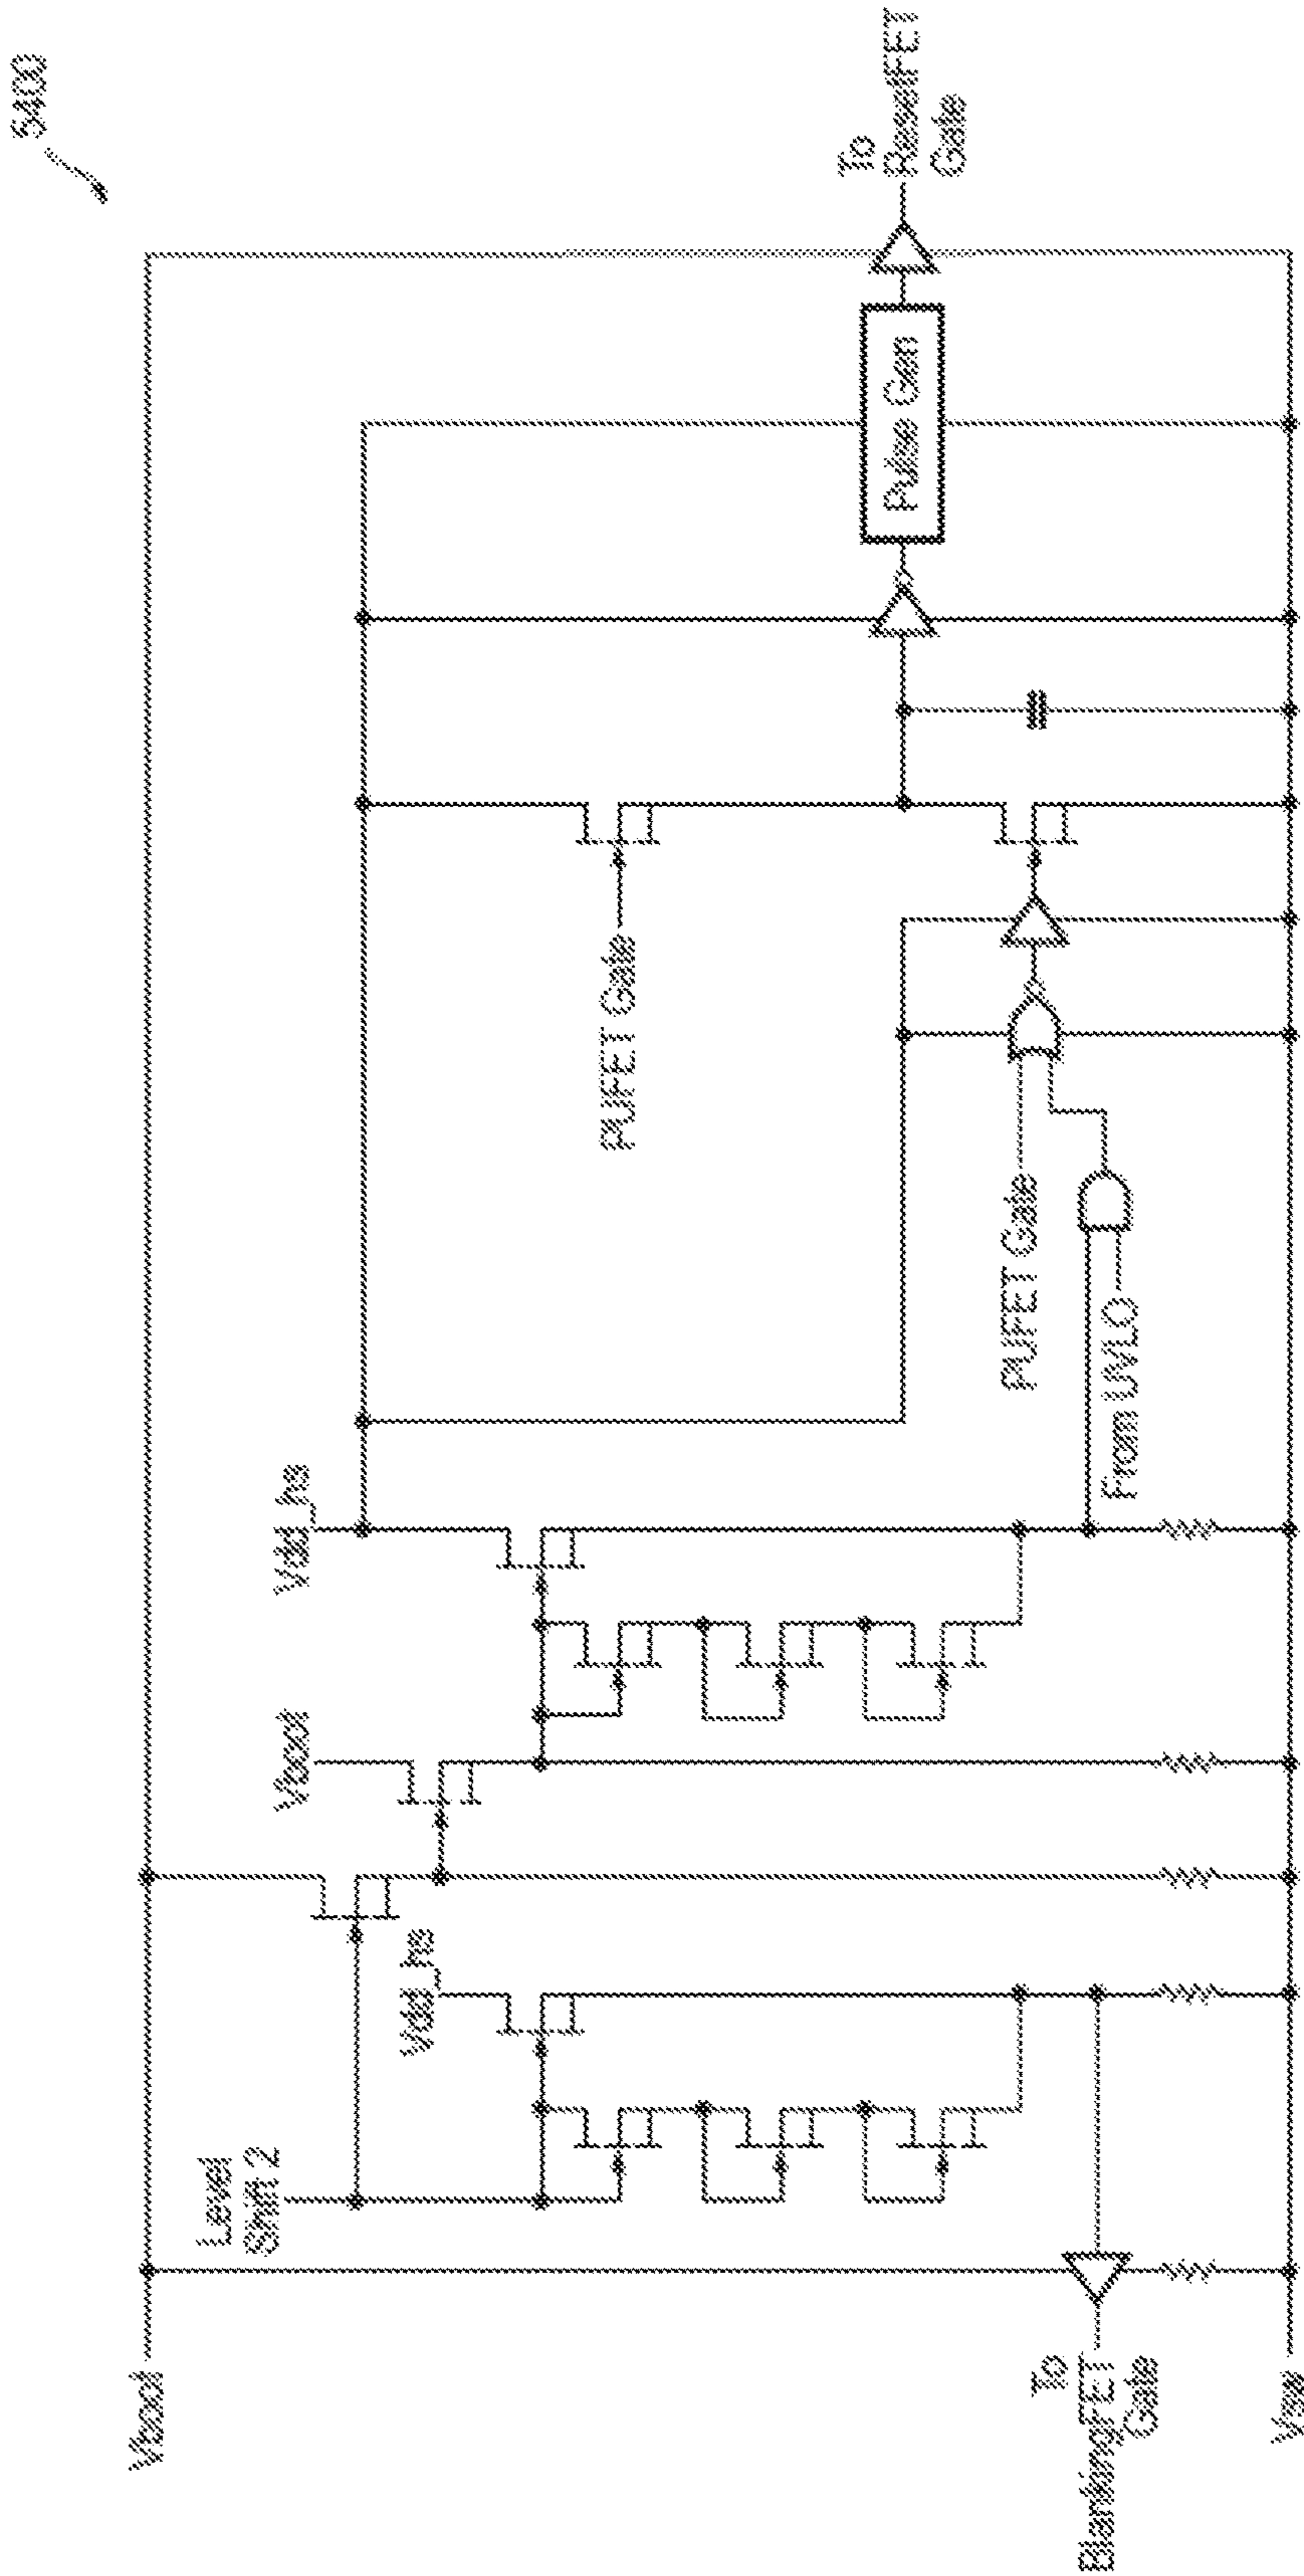 5400
Vboot
Level
Shift 2
Vdd_hs
Vboot
Vdd_hs
PUFET Gate
To
ResetFET
Gate
Pulse Gen
PUFET Gate
From UVLO
To
BlankingFET
Gate